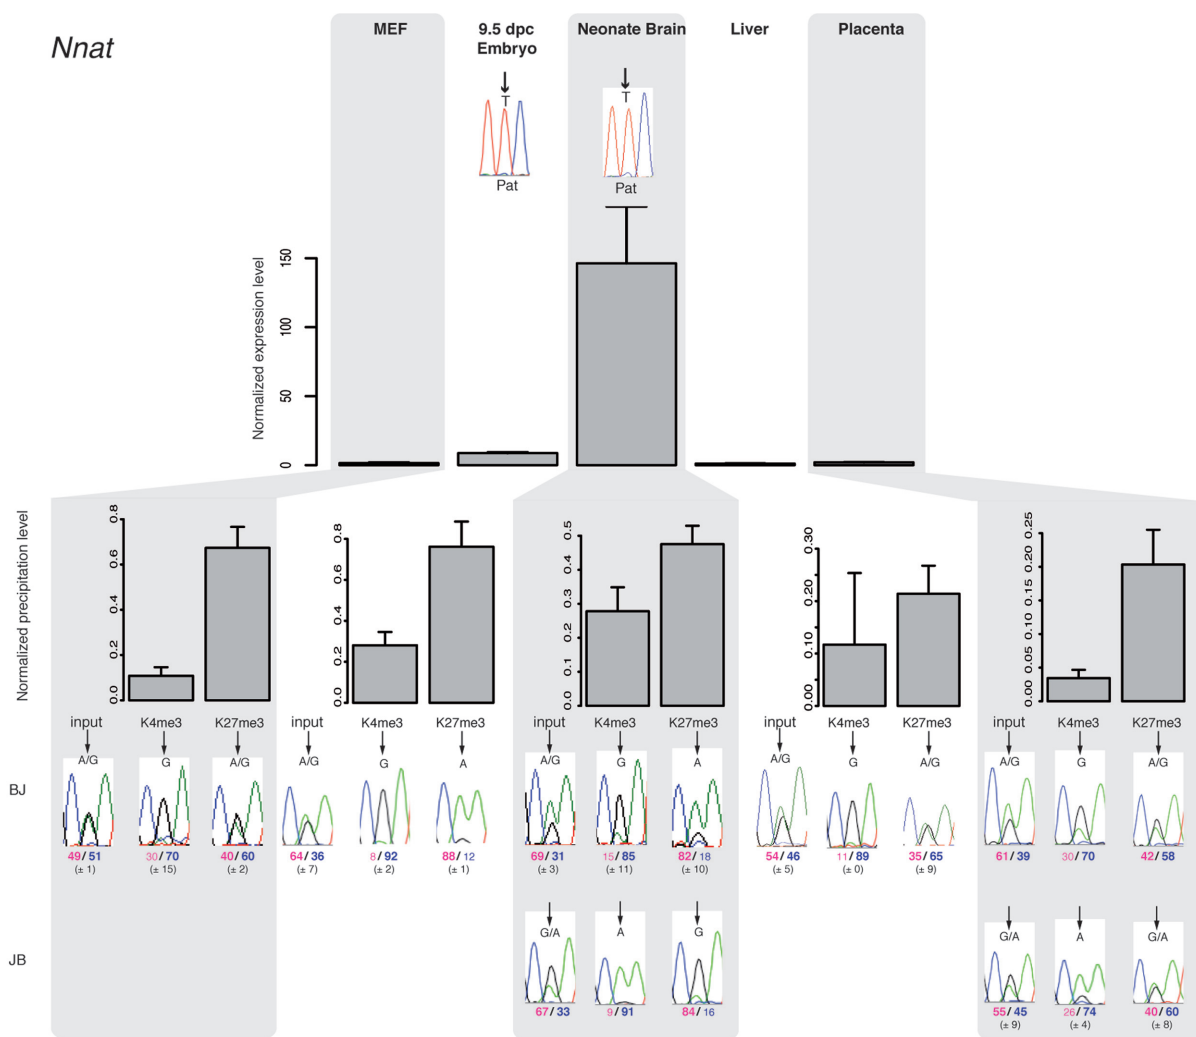 Nnat
MEF
9.5 dpc
Embryo
Neonate Brain
Liver
Placenta
T
T
Pat
Pat
Normalized expression level
150
100
50
0
Normalized precipitation level
0.8
0.6
0.4
0.2
0.0
0.8
0.6
0.4
0.2
0.0
0.5
0.4
0.3
0.2
0.1
0.0
0.30
0.20
0.10
0.00
0.25
0.20
0.15
0.10
0.05
0.00
input K4me3 K27me3 input K4me3 K27me3 input K4me3 K27me3 input K4me3 K27me3 input K4me3 K27me3
A/G G A/G A/G G A A/G G A A/G G A/G A/G G A/G
BJ
49/51 30/70 40/60 64/36 8/92 88/12 69/31 15/85 82/18 54/46 11/89 35/65 61/39 30/70 42/58
(± 1) (± 15) (± 2) (± 7) (± 2) (± 1) (± 3) (± 11) (± 10) (± 5) (± 0) (± 9)
G/A A G G/A A G/A
JB
67/33 9/91 84/16 55/45 26/74 40/60
(± 9) (± 4) (± 8)